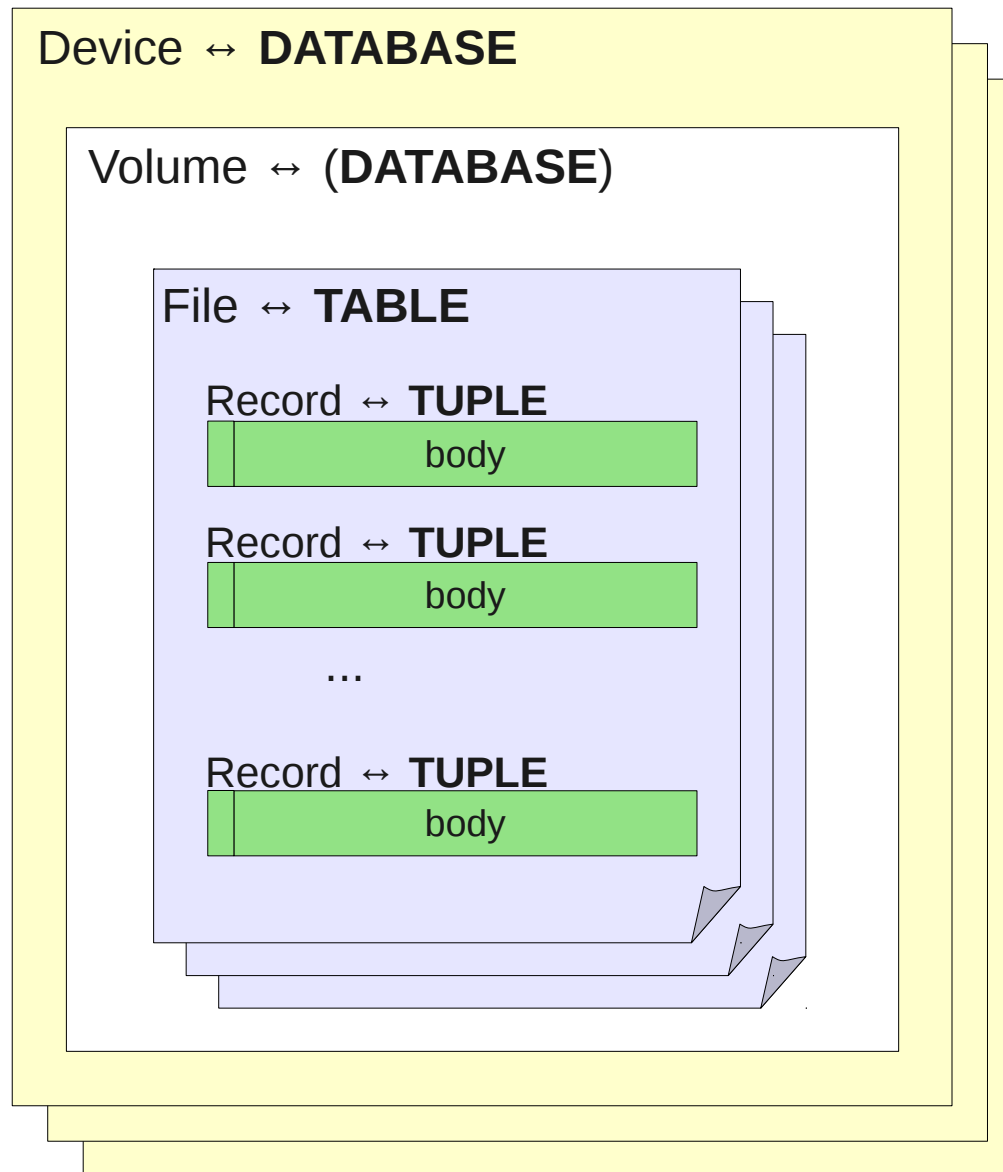 Device ↔ DATABASE
Volume ↔ (DATABASE)
File ↔ TABLE
Record ↔ TUPLE
body
Record ↔ TUPLE
body
...
Record ↔ TUPLE
body